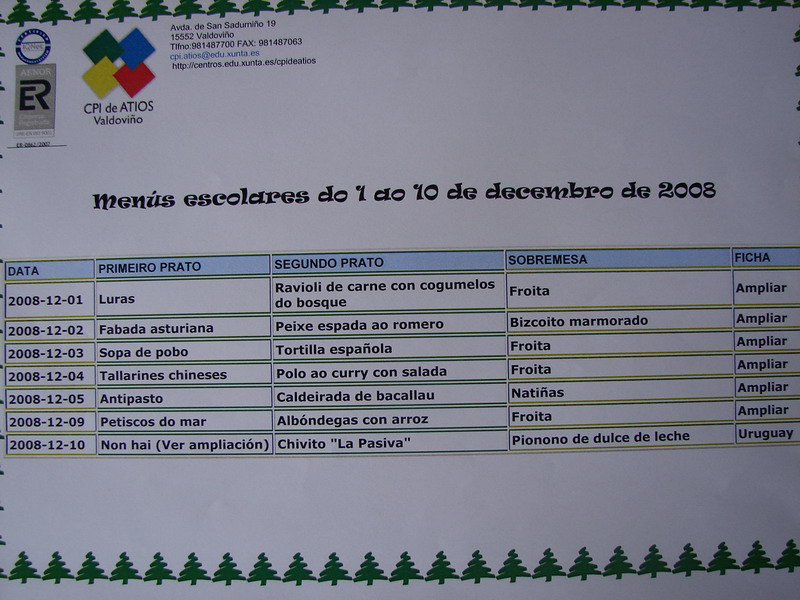 Avda. de San Sadurniño 19
15552 Valdoviño
Tlfno:981487700 FAX: 981487063
cpi.atios@edu.xunta.es
http://centros.edu.xunta.es/cpideatios
AENOR
ER
ER-0862/2007
CPI de ATIOS
Valdoviño
Menús escolares do 1 ao 10 de decembro de 2008
DATA PRIMEIRO PRATO SEGUNDO PRATO SOBREMESA FICHA
2008-12-01 Luras Ravioli de carne con cogumelos do bosque Froita Ampliar
2008-12-02 Fabada asturiana Peixe espada ao romero Bizcoito marmorado Ampliar
2008-12-03 Sopa de pobo Tortilla española Froita Ampliar
2008-12-04 Tallarines chineses Polo ao curry con salada Froita Ampliar
2008-12-05 Antipasto Caldeirada de bacallau Natiñas Ampliar
2008-12-09 Petiscos do mar Albóndegas con arroz Froita Ampliar
2008-12-10 Non hai (Ver ampliación) Chivito "La Pasiva" Pionono de dulce de leche Uruguay